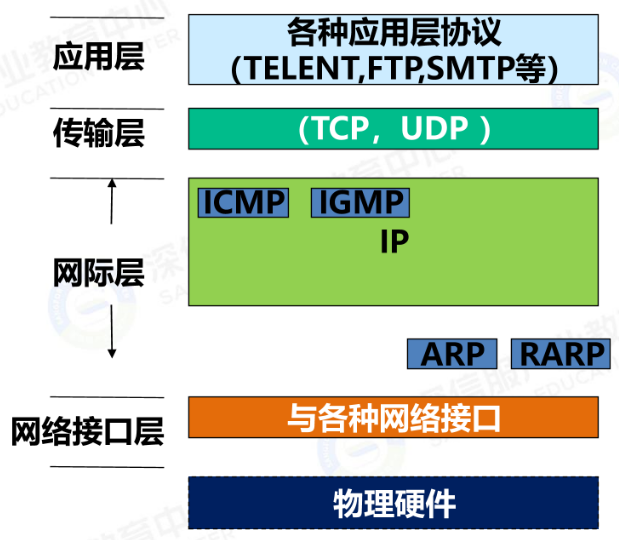 应用层
各种应用层协议
（TELENT,FTP,SMTP等）
传输层
（TCP，UDP ）
网际层
ICMP
IGMP
IP
ARP
RARP
网络接口层
与各种网络接口
物理硬件